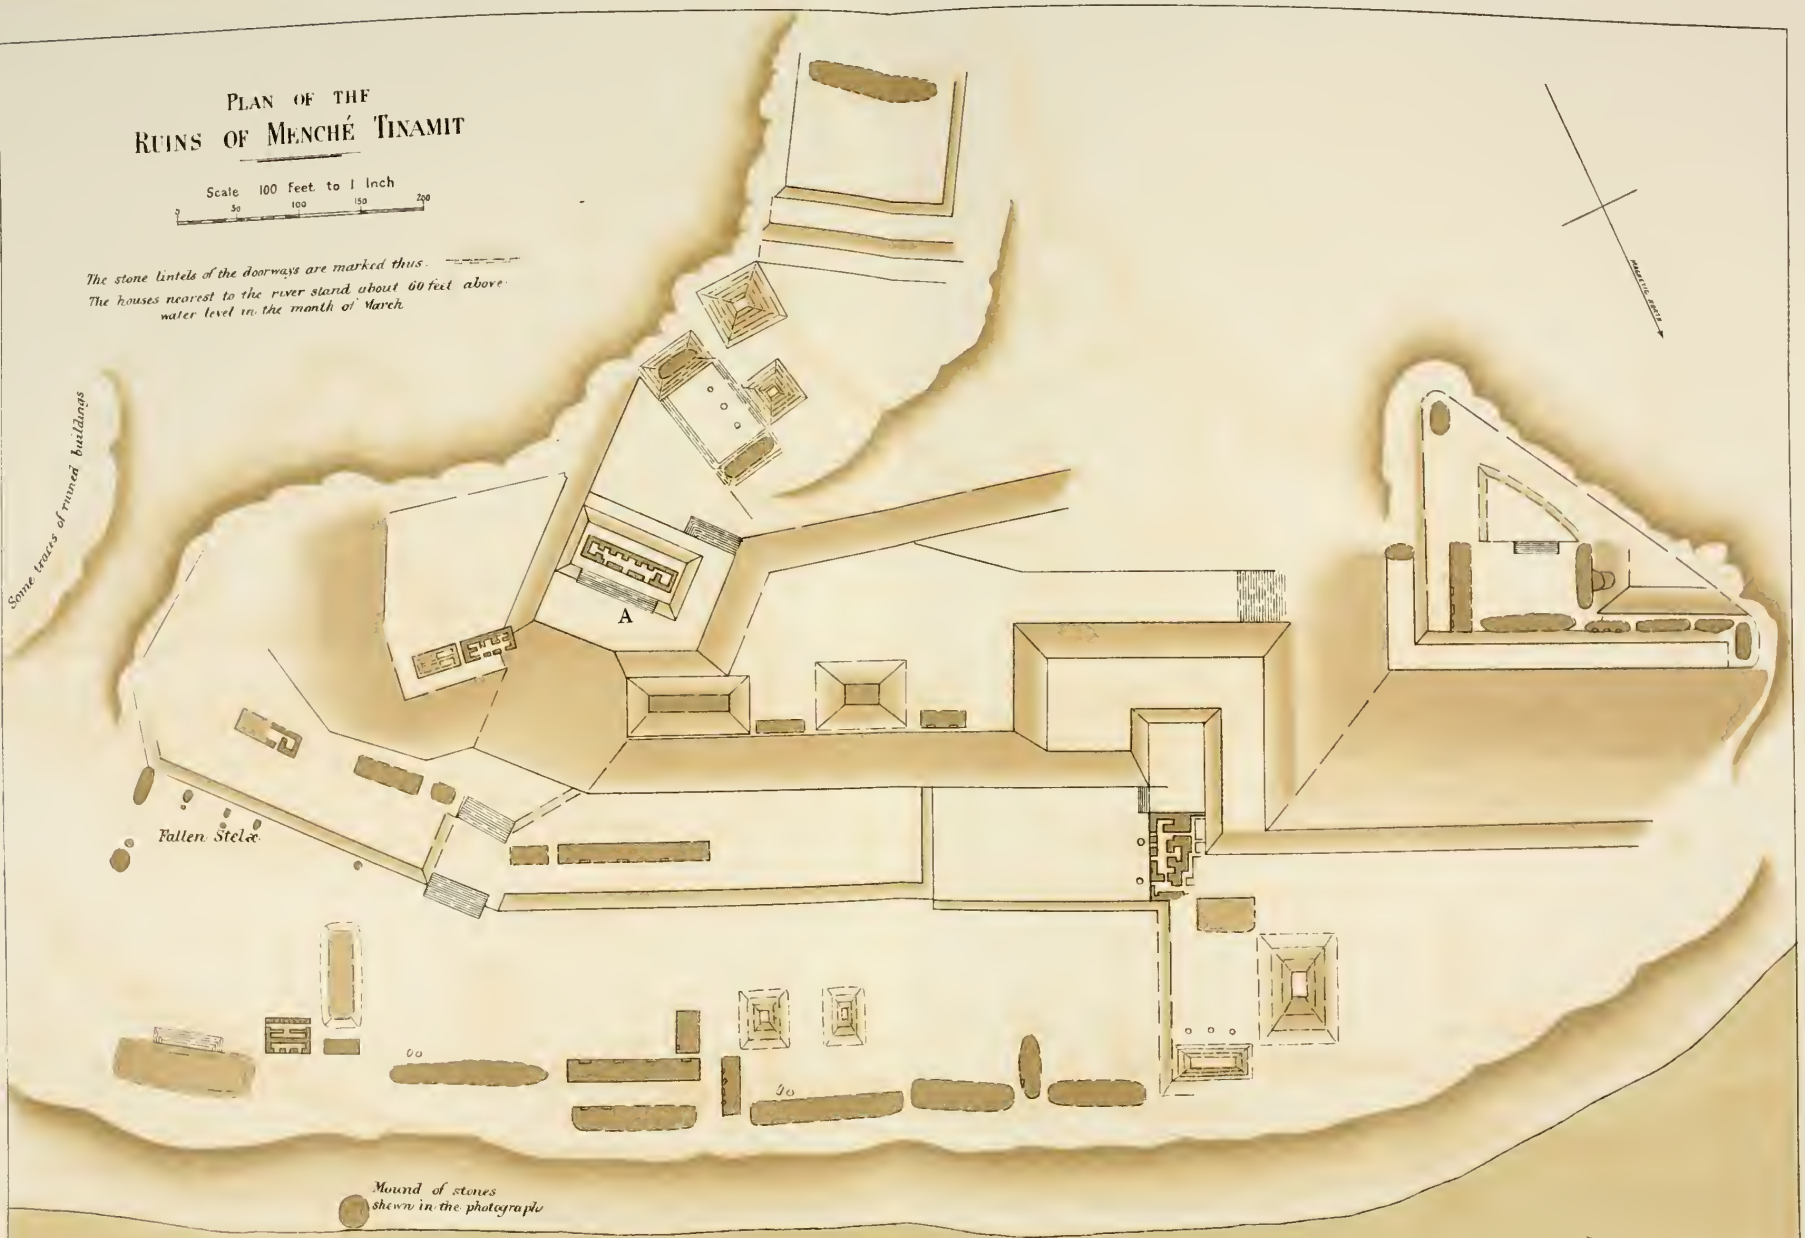 PLAN OF THE
RUINS OF MENCHÉ TINAMIT
Scale 100 Feet to 1 Inch
0 50 100 150 200
The stone lintels of the doorways are marked thus.
The houses nearest to the river stand about 60 feet above
water level in the month of March
MAGNETIC NORTH
Some traces of ruined buildings
A
Fallen Stelæ.
Mound of stones
shewn in the photograph